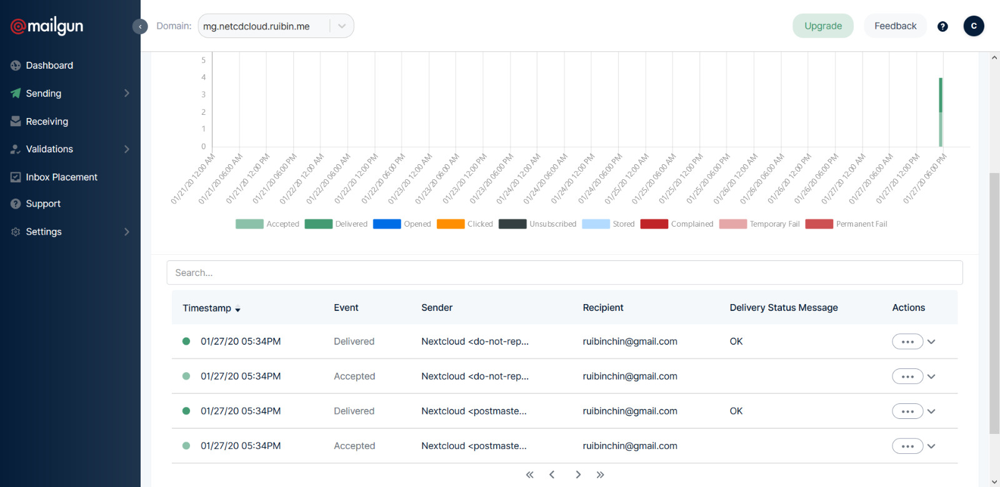 @mailgun
Domain: mg.netcdcloud.ruibin.me
Upgrade
Feedback
?
C
Dashboard
Sending
Receiving
Validations
Inbox Placement
Support
Settings
5
4
3
2
1
0
01/21/20 12:00 AM
01/21/20 06:00 AM
01/21/20 12:00 PM
01/21/20 06:00 PM
01/22/20 12:00 AM
01/22/20 06:00 AM
01/22/20 12:00 PM
01/22/20 06:00 PM
01/23/20 12:00 AM
01/23/20 06:00 AM
01/23/20 12:00 PM
01/23/20 06:00 PM
01/24/20 12:00 AM
01/24/20 06:00 AM
01/24/20 12:00 PM
01/24/20 06:00 PM
01/25/20 12:00 AM
01/25/20 06:00 AM
01/25/20 12:00 PM
01/25/20 06:00 PM
01/26/20 12:00 AM
01/26/20 06:00 AM
01/26/20 12:00 PM
01/26/20 06:00 PM
01/27/20 12:00 AM
01/27/20 06:00 AM
01/27/20 12:00 PM
01/27/20 06:00 PM
Accepted Delivered Opened Clicked Unsubscribed Stored Complained Temporary Fail Permanent Fail
Search...
Timestamp Event Sender Recipient Delivery Status Message Actions
01/27/20 05:34PM Delivered Nextcloud <do-not-rep... ruibinchin@gmail.com OK
01/27/20 05:34PM Accepted Nextcloud <do-not-rep... ruibinchin@gmail.com
01/27/20 05:34PM Delivered Nextcloud <postmaste... ruibinchin@gmail.com OK
01/27/20 05:34PM Accepted Nextcloud <postmaste... ruibinchin@gmail.com